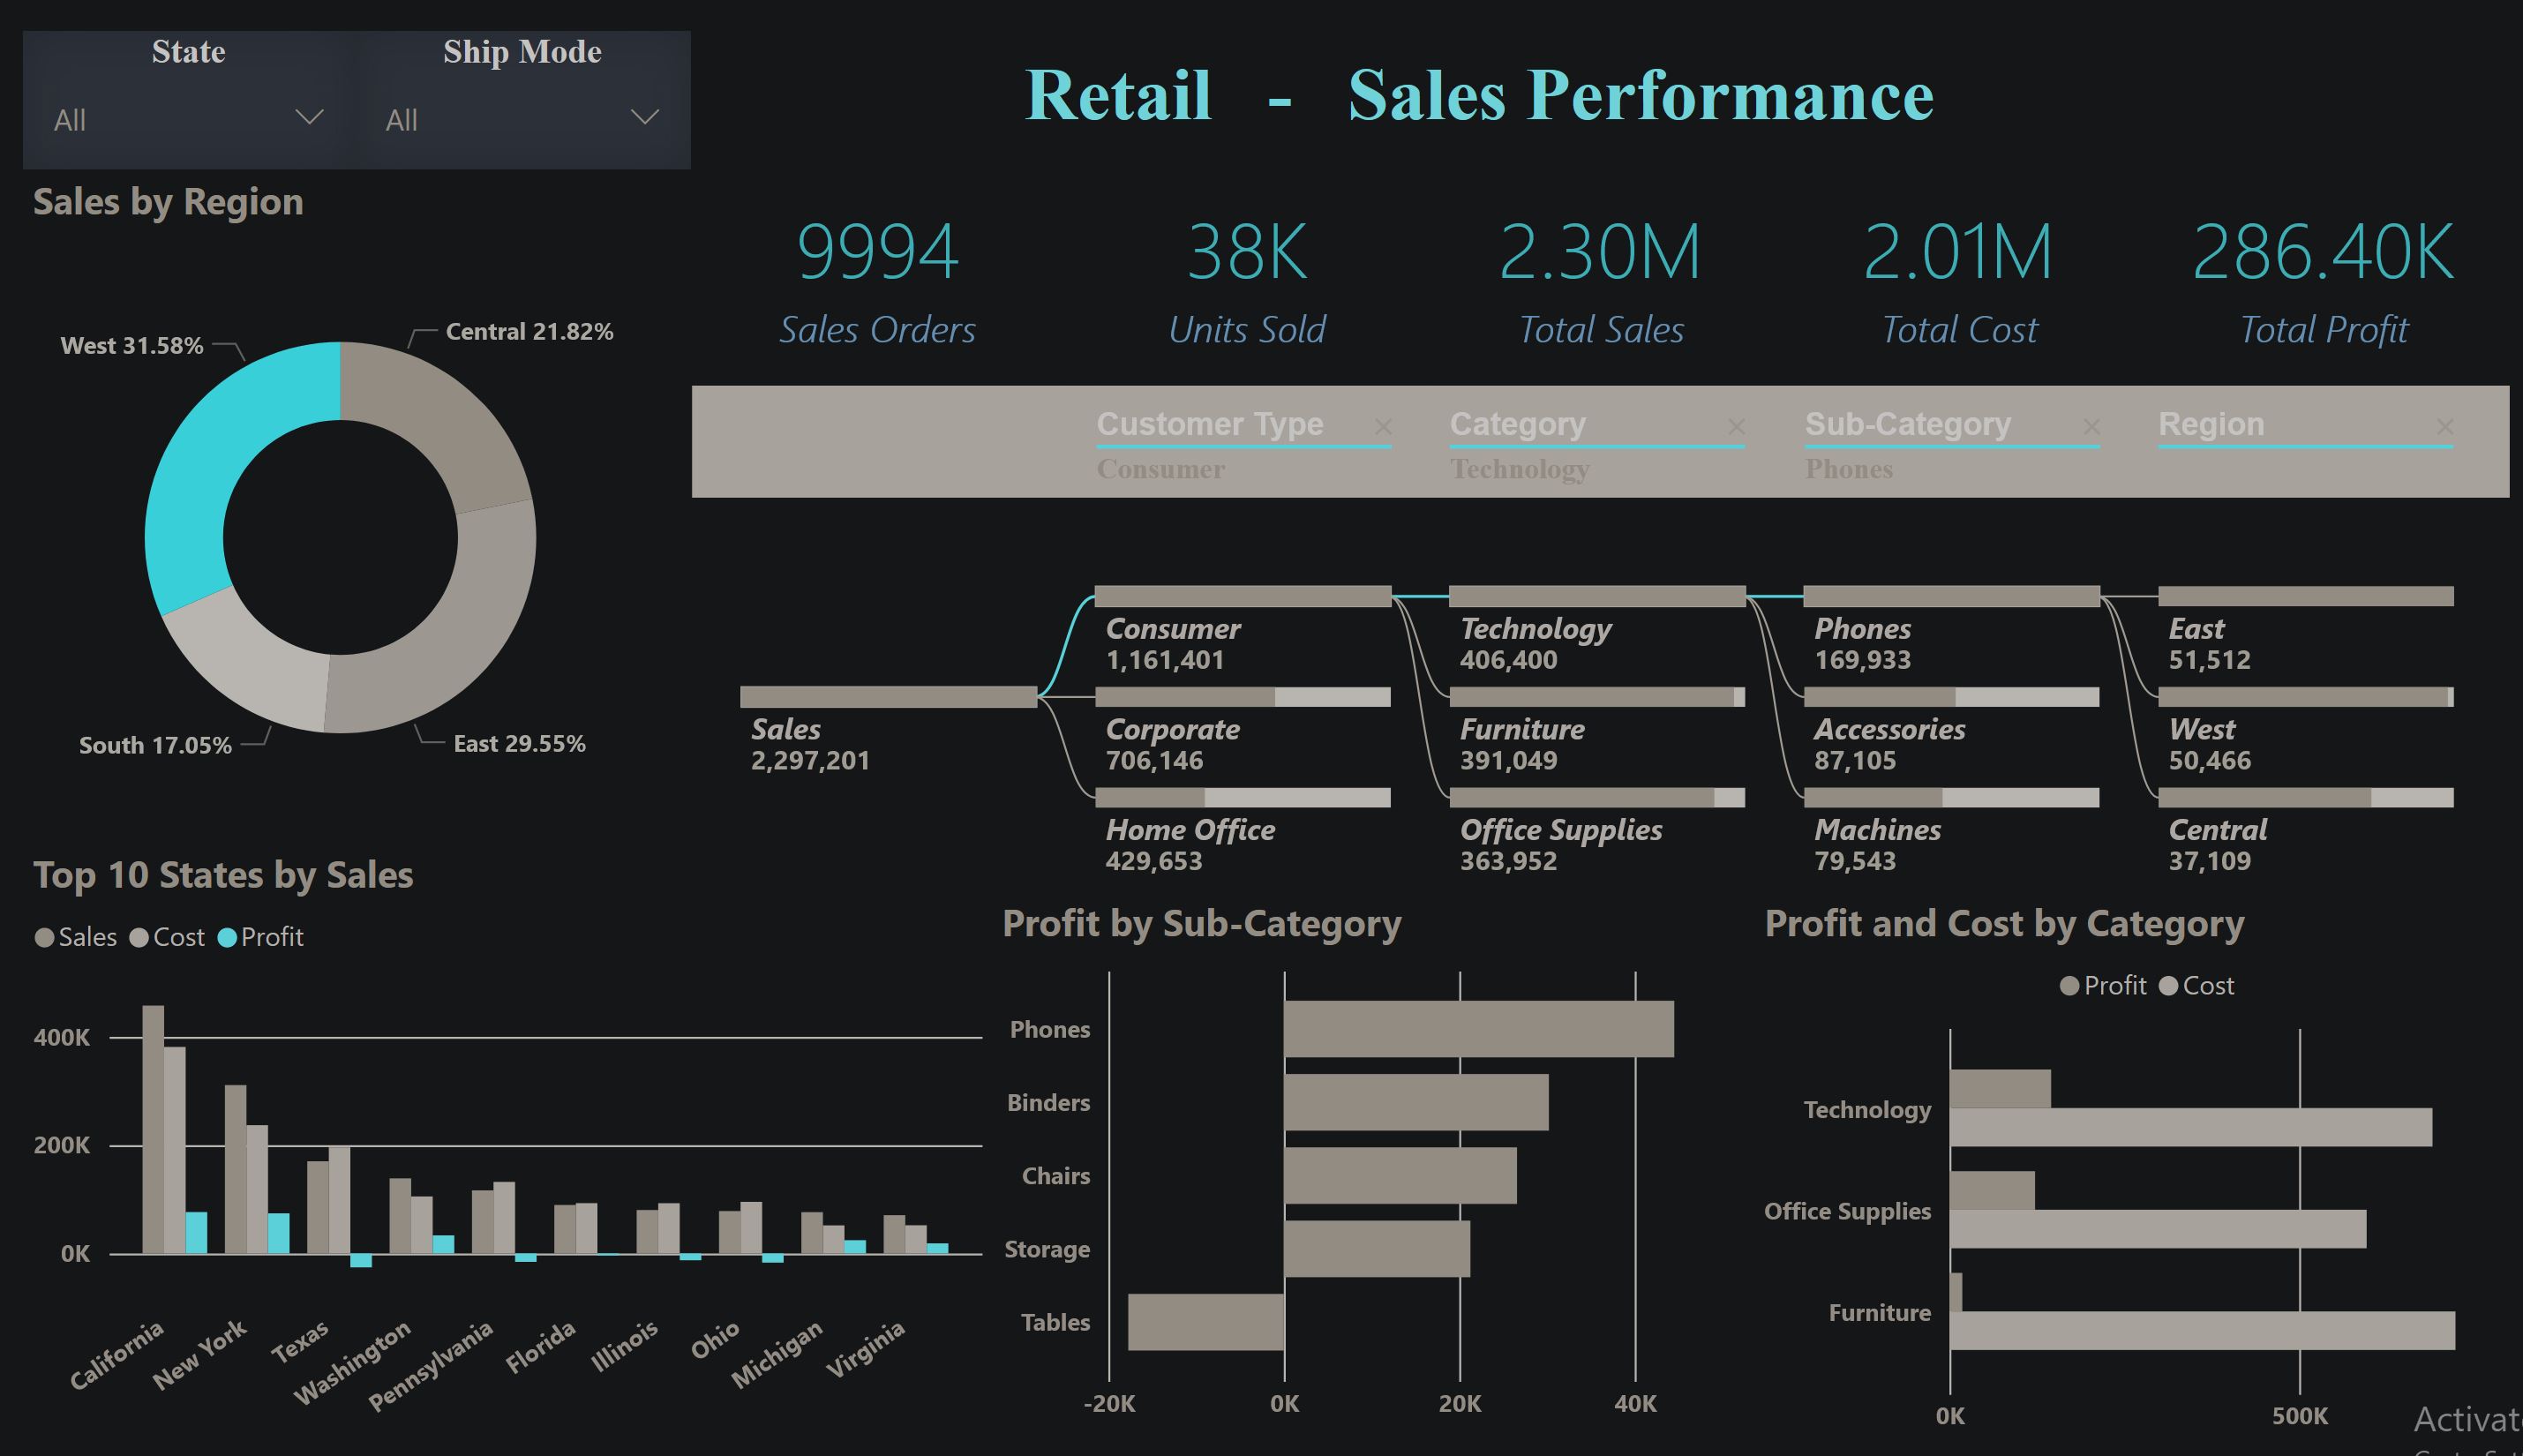 State
Ship Mode
All
All
Retail - Sales Performance
Sales by Region
West 31.58%
Central 21.82%
South 17.05%
East 29.55%
9994
Sales Orders
38K
Units Sold
2.30M
Total Sales
2.01M
Total Cost
286.40K
Total Profit
Customer Type
Consumer
Category
Technology
Sub-Category
Phones
Region
Sales
2,297,201
Consumer
1,161,401
Corporate
706,146
Home Office
429,653
Technology
406,400
Furniture
391,049
Office Supplies
363,952
Phones
169,933
Accessories
87,105
Machines
79,543
East
51,512
West
50,466
Central
37,109
Top 10 States by Sales
Sales Cost Profit
400K
200K
0K
California
New York
Texas
Washington
Pennsylvania
Florida
Illinois
Ohio
Michigan
Virginia
Profit by Sub-Category
Phones
Binders
Chairs
Storage
Tables
-20K 0K 20K 40K
Profit and Cost by Category
Profit Cost
Technology
Office Supplies
Furniture
0K 500K